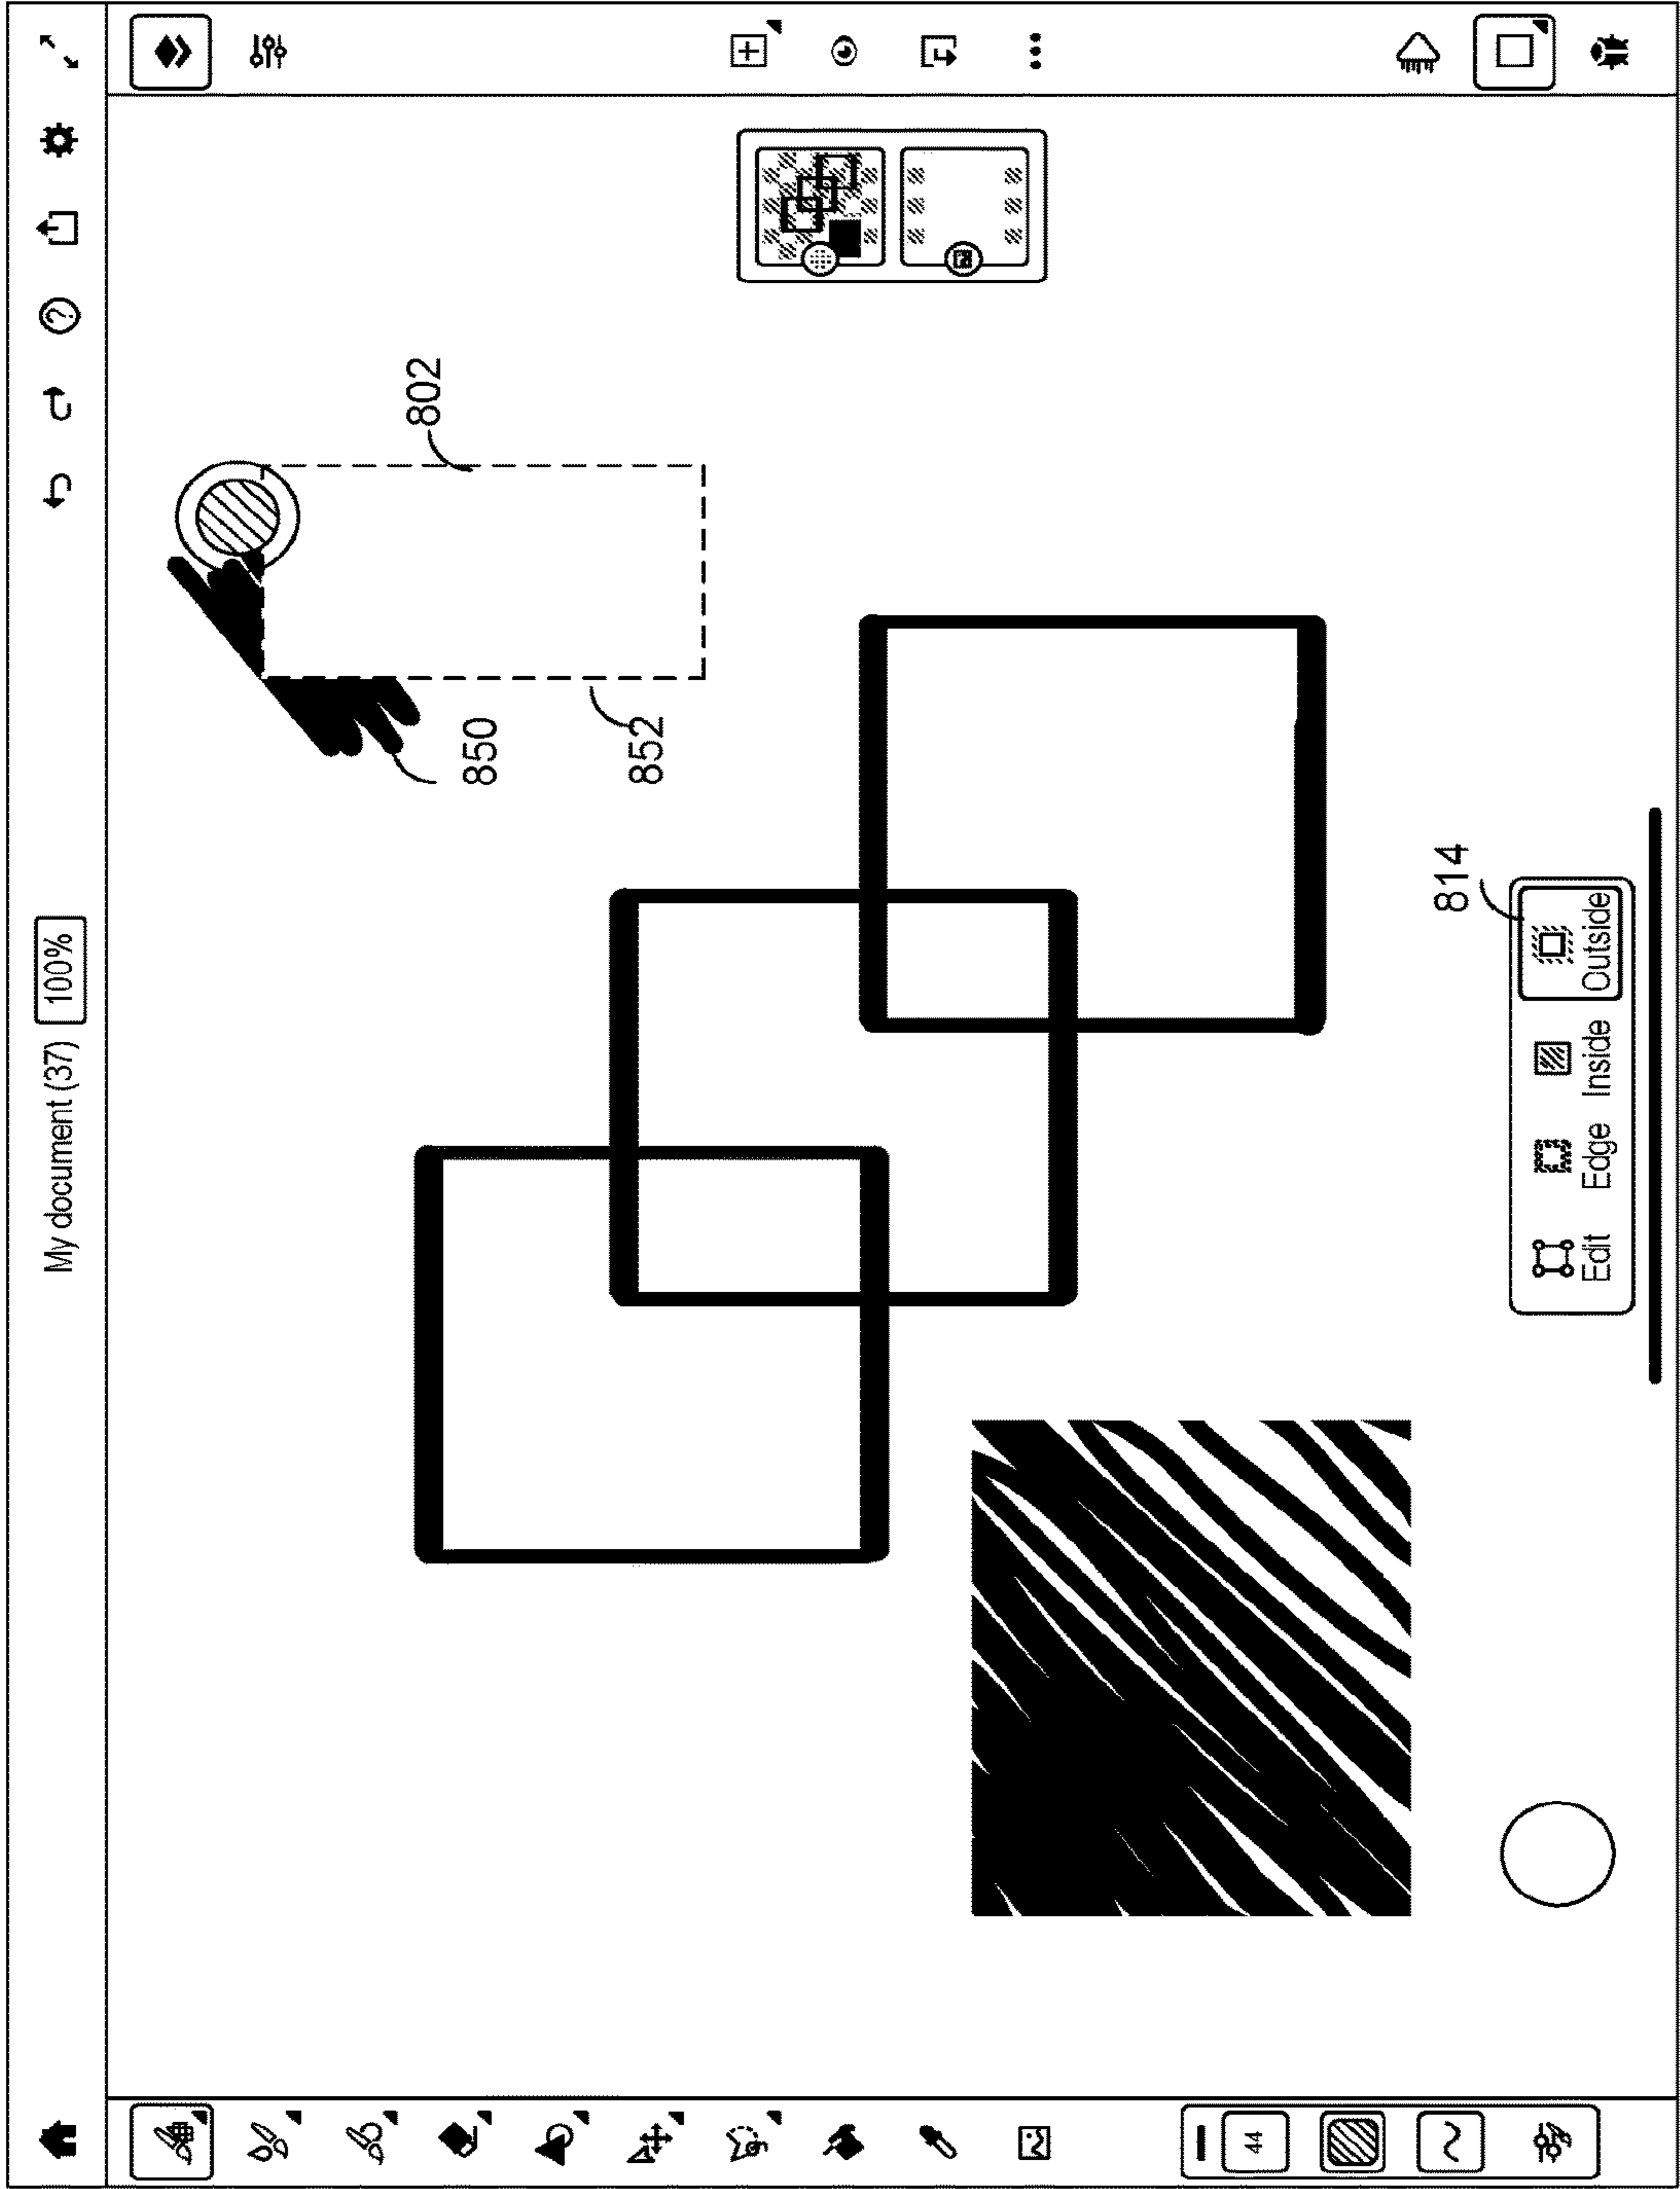 My document (37) 100%
802
850
852
814
Edit Edge Inside Outside
44